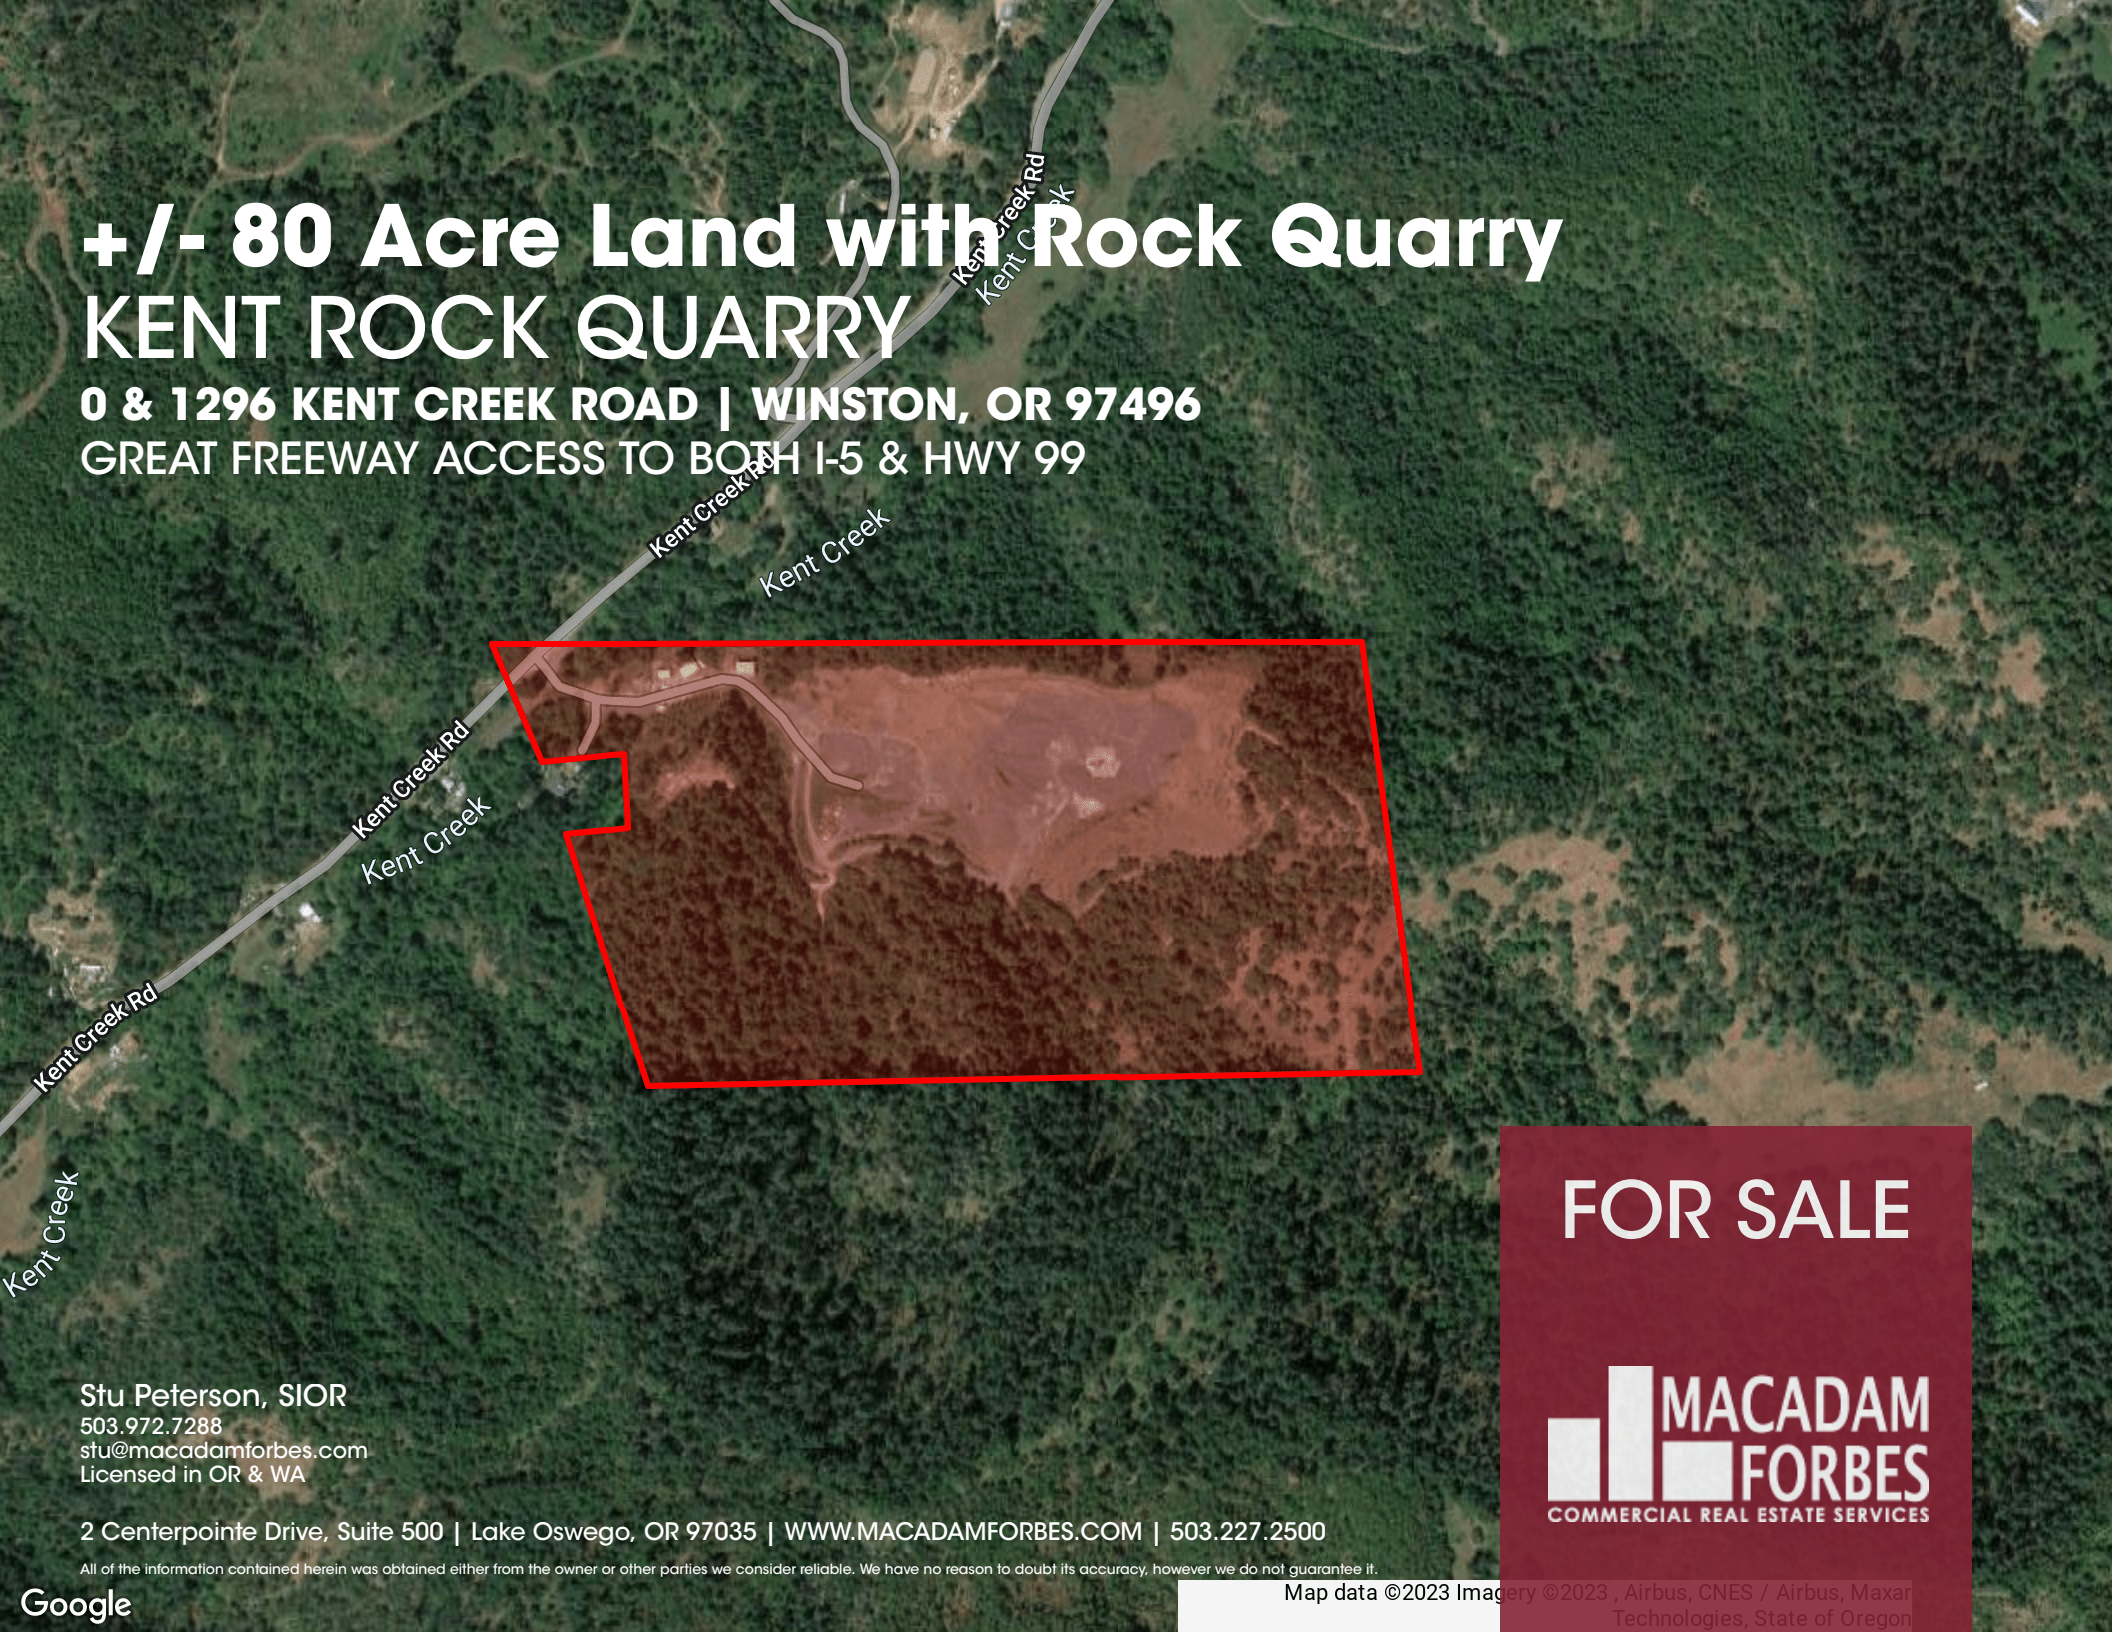 +/- 80 Acre Land with Rock Quarry
KENT ROCK QUARRY
0 & 1296 KENT CREEK ROAD | WINSTON, OR 97496
GREAT FREEWAY ACCESS TO BOTH I-5 & HWY 99
Kent Creek Rd
Kent Creek
Kent Creek Rd
Kent Creek
Kent Creek Rd
Kent Creek
Kent Creek Rd
Kent Creek
FOR SALE
MACADAM
FORBES
COMMERCIAL REAL ESTATE SERVICES
Stu Peterson, SIOR
503.972.7288
stu@macadamforbes.com
Licensed in OR & WA
2 Centerpointe Drive, Suite 500 | Lake Oswego, OR 97035 | WWW.MACADAMFORBES.COM | 503.227.2500
All of the information contained herein was obtained either from the owner or other parties we consider reliable. We have no reason to doubt its accuracy, however we do not guarantee it.
Google
Map data ©2023 Imagery ©2023 , Airbus, CNES / Airbus, Maxar
Technologies, State of Oregon